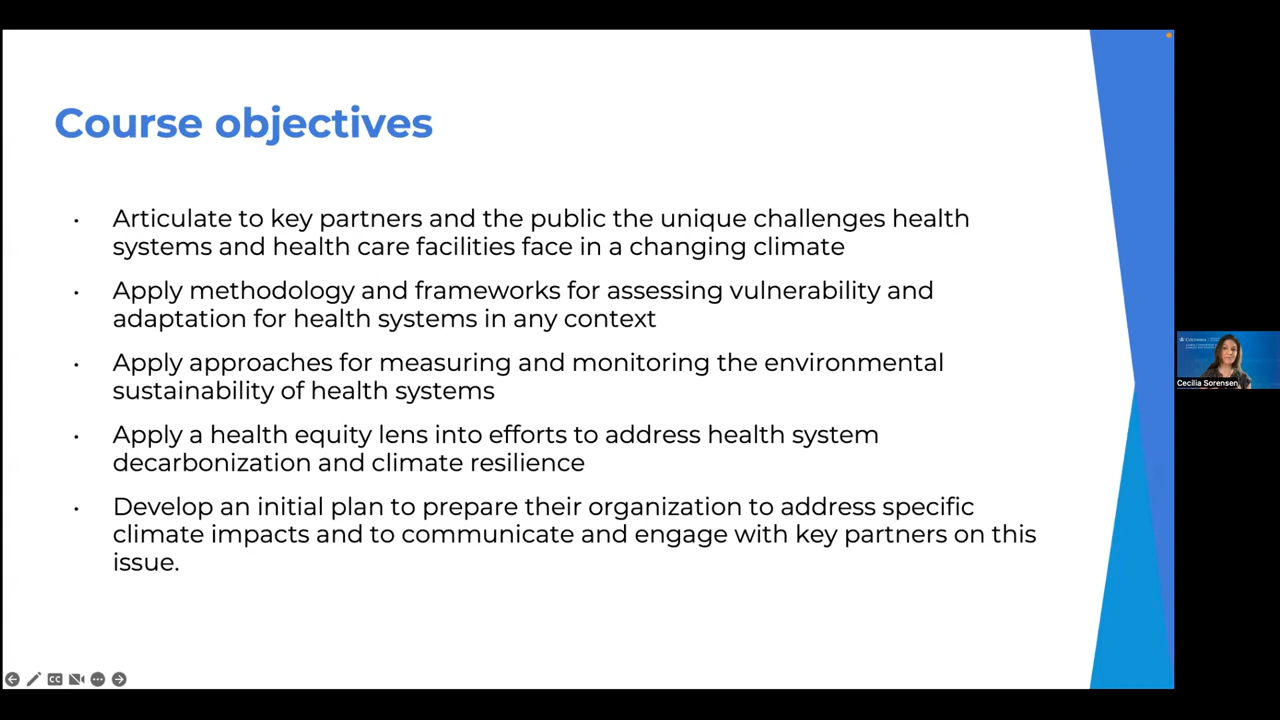 Course objectives
• Articulate to key partners and the public the unique challenges health
systems and health care facilities face in a changing climate
• Apply methodology and frameworks for assessing vulnerability and
adaptation for health systems in any context
• Apply approaches for measuring and monitoring the environmental
sustainability of health systems
• Apply a health equity lens into efforts to address health system
decarbonization and climate resilience
• Develop an initial plan to prepare their organization to address specific
climate impacts and to communicate and engage with key partners on this
issue.
Cecilia Sorensen
CC